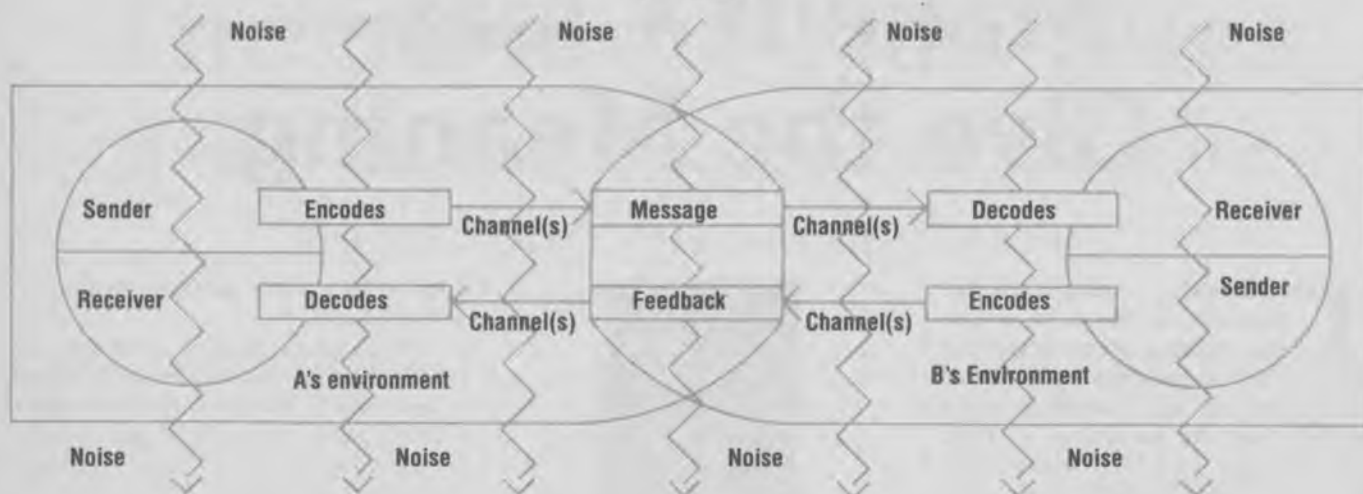 Noise Noise Noise Noise
Sender Encodes Message Decodes Receiver
Channel(s) Channel(s)
Receiver Decodes Feedback Encodes Sender
Channel(s) Channel(s)
A's environment B's Environment
Noise Noise Noise Noise